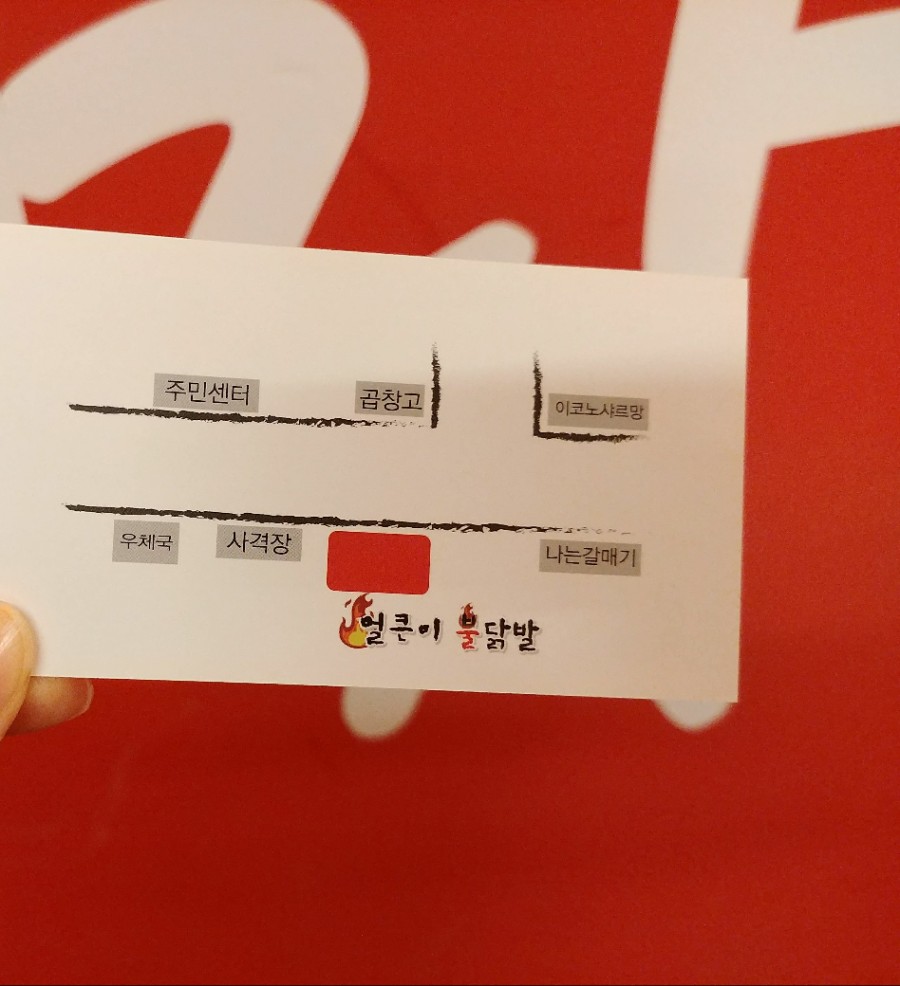 주민센터
곱창고
이코노샤르망
우체국
사격장
나는갈매기
얼큰이 불닭발